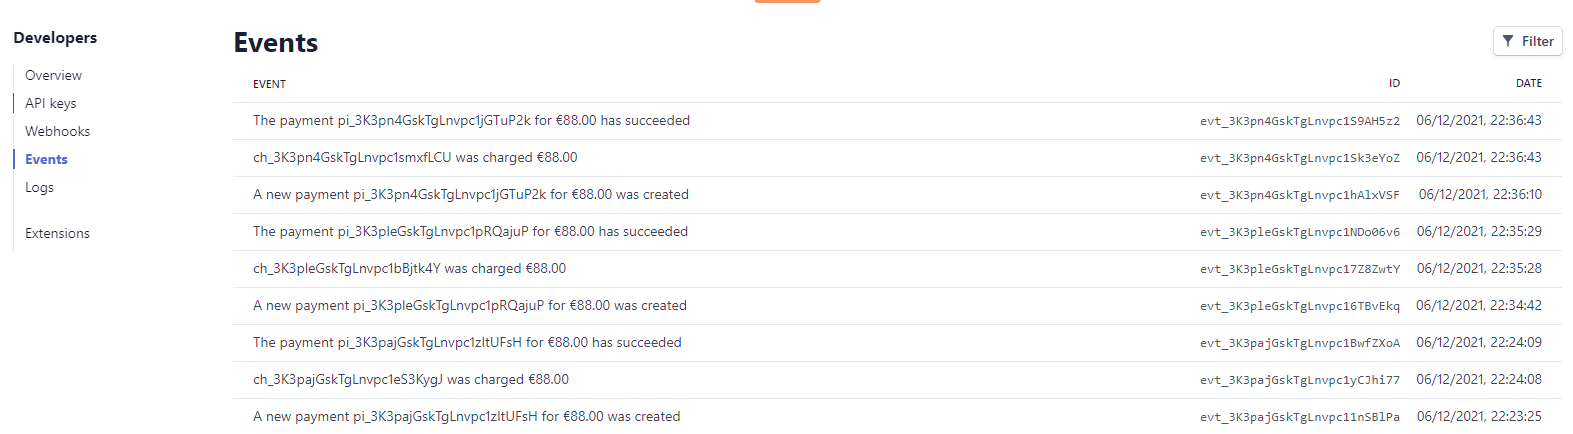 Developers
Overview
API keys
Webhooks
Events
Logs
Extensions
Events
Filter
EVENT ID DATE
The payment pi_3K3pn4GskTgLnvpc1jGTuP2k for €88.00 has succeeded evt_3K3pn4GskTgLnvpc1S9AH5z2 06/12/2021, 22:36:43
ch_3K3pn4GskTgLnvpc1smxfLCU was charged €88.00 evt_3K3pn4GskTgLnvpc1Sk3eYoZ 06/12/2021, 22:36:43
A new payment pi_3K3pn4GskTgLnvpc1jGTuP2k for €88.00 was created evt_3K3pn4GskTgLnvpc1hAlxVSF 06/12/2021, 22:36:10
The payment pi_3K3pleGskTgLnvpc1pRQajuP for €88.00 has succeeded evt_3K3pleGskTgLnvpc1NDo06v6 06/12/2021, 22:35:29
ch_3K3pleGskTgLnvpc1bBjtk4Y was charged €88.00 evt_3K3pleGskTgLnvpc17Z8ZwtY 06/12/2021, 22:35:28
A new payment pi_3K3pleGskTgLnvpc1pRQajuP for €88.00 was created evt_3K3pleGskTgLnvpc16TBvEkq 06/12/2021, 22:34:42
The payment pi_3K3pajGskTgLnvpc1zItUFsH for €88.00 has succeeded evt_3K3pajGskTgLnvpc1BwfZXoA 06/12/2021, 22:24:09
ch_3K3pajGskTgLnvpc1eS3KygJ was charged €88.00 evt_3K3pajGskTgLnvpc1yCJhi77 06/12/2021, 22:24:08
A new payment pi_3K3pajGskTgLnvpc1zItUFsH for €88.00 was created evt_3K3pajGskTgLnvpc11nSBlPa 06/12/2021, 22:23:25